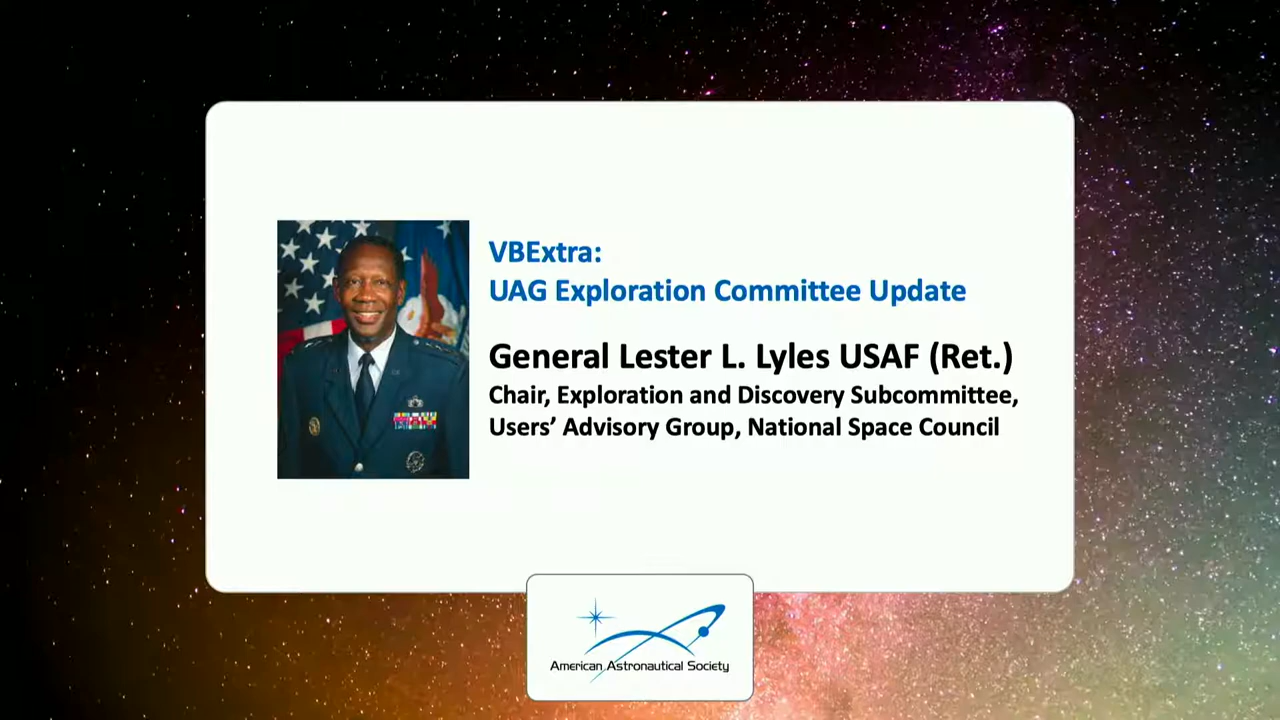 VBExtra:
UAG Exploration Committee Update
General Lester L. Lyles USAF (Ret.)
Chair, Exploration and Discovery Subcommittee,
Users’ Advisory Group, National Space Council
American Astronautical Society